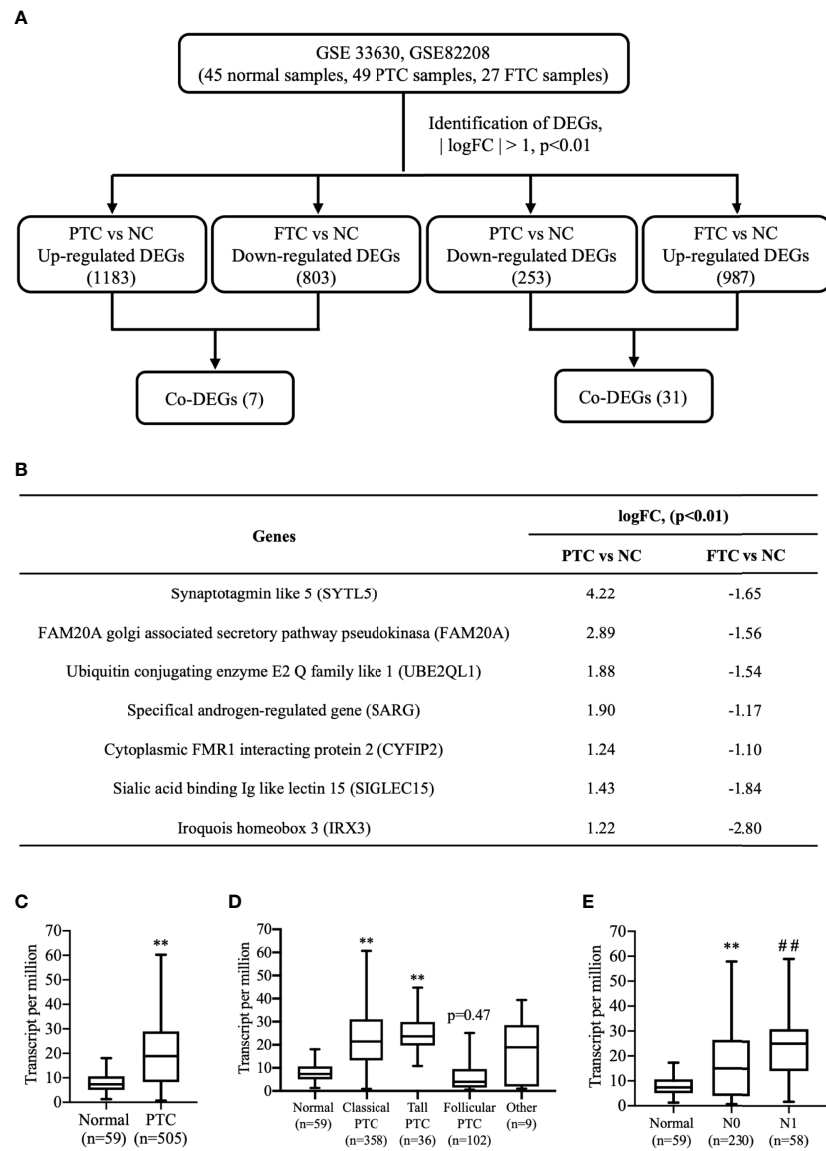 A
GSE 33630, GSE82208
(45 normal samples, 49 PTC samples, 27 FTC samples)
Identification of DEGs,
| logFC | > 1, p<0.01
PTC vs NC
Up-regulated DEGs
(1183)
FTC vs NC
Down-regulated DEGs
(803)
PTC vs NC
Down-regulated DEGs
(253)
FTC vs NC
Up-regulated DEGs
(987)
Co-DEGs (7)
Co-DEGs (31)
B
Genes
logFC, (p<0.01)
PTC vs NC FTC vs NC
Synaptotagmin like 5 (SYTL5) 4.22 -1.65
FAM20A golgi associated secretory pathway pseudokinasa (FAM20A) 2.89 -1.56
Ubiquitin conjugating enzyme E2 Q family like 1 (UBE2QL1) 1.88 -1.54
Specifical androgen-regulated gene (SARG) 1.90 -1.17
Cytoplasmic FMR1 interacting protein 2 (CYFIP2) 1.24 -1.10
Sialic acid binding Ig like lectin 15 (SIGLEC15) 1.43 -1.84
Iroquois homeobox 3 (IRX3) 1.22 -2.80
C
Transcript per million
70
60
50
40
30
20
10
0
**
Normal
(n=59)
PTC
(n=505)
D
Transcript per million
70
60
50
40
30
20
10
0
**
**
p=0.47
Normal
(n=59)
Classical
PTC
(n=358)
Tall
PTC
(n=36)
Follicular
PTC
(n=102)
Other
(n=9)
E
Transcript per million
70
60
50
40
30
20
10
0
**
##
Normal
(n=59)
N0
(n=230)
N1
(n=58)